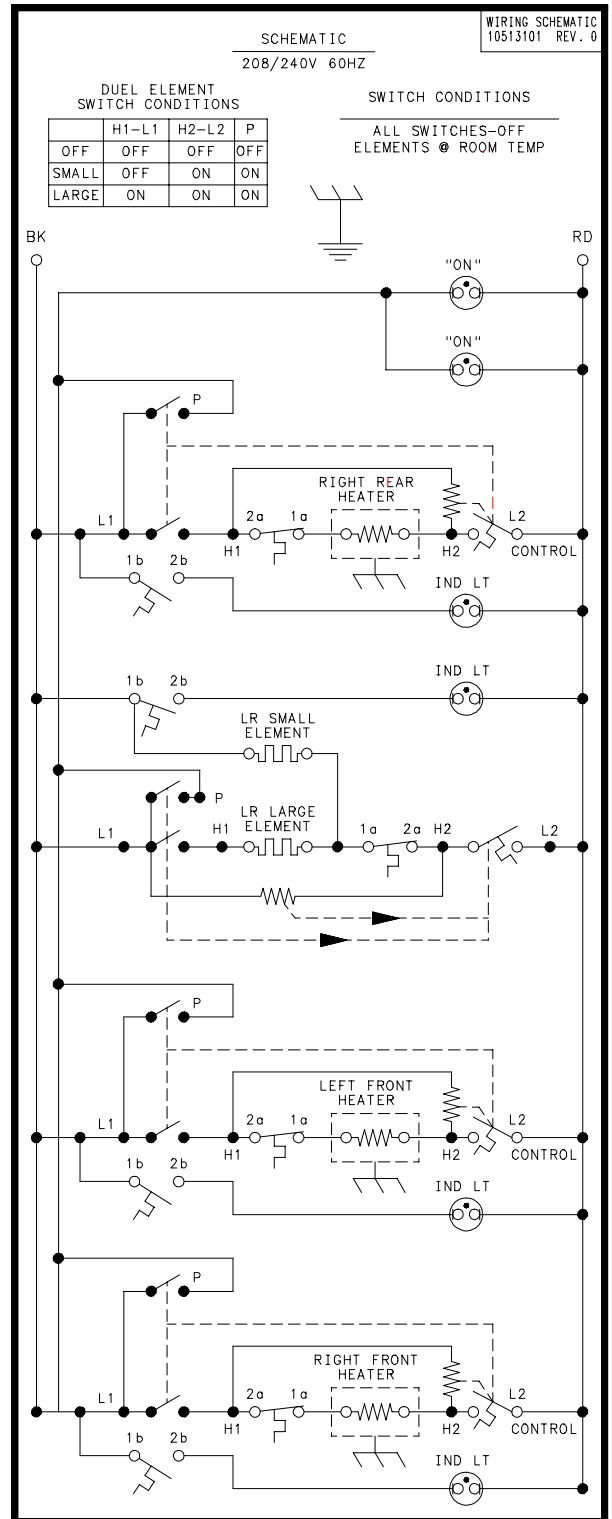 WIRING SCHEMATIC
10513101 REV. 0
SCHEMATIC
208/240V 60HZ
DUEL ELEMENT
SWITCH CONDITIONS
H1-L1 H2-L2 P
OFF OFF OFF OFF
SMALL OFF ON ON
LARGE ON ON ON
SWITCH CONDITIONS
ALL SWITCHES-OFF
ELEMENTS @ ROOM TEMP
BK RD
"ON"
"ON"
P
RIGHT REAR
HEATER
L1 2a 1a L2
H1 H2 CONTROL
1b 2b IND LT
1b 2b IND LT
LR SMALL
ELEMENT
P
LR LARGE
ELEMENT
L1 H1 1a 2a H2 L2
P
LEFT FRONT
HEATER
L1 2a 1a L2
H1 H2 CONTROL
1b 2b IND LT
P
RIGHT FRONT
HEATER
L1 2a 1a L2
H1 H2 CONTROL
1b 2b IND LT